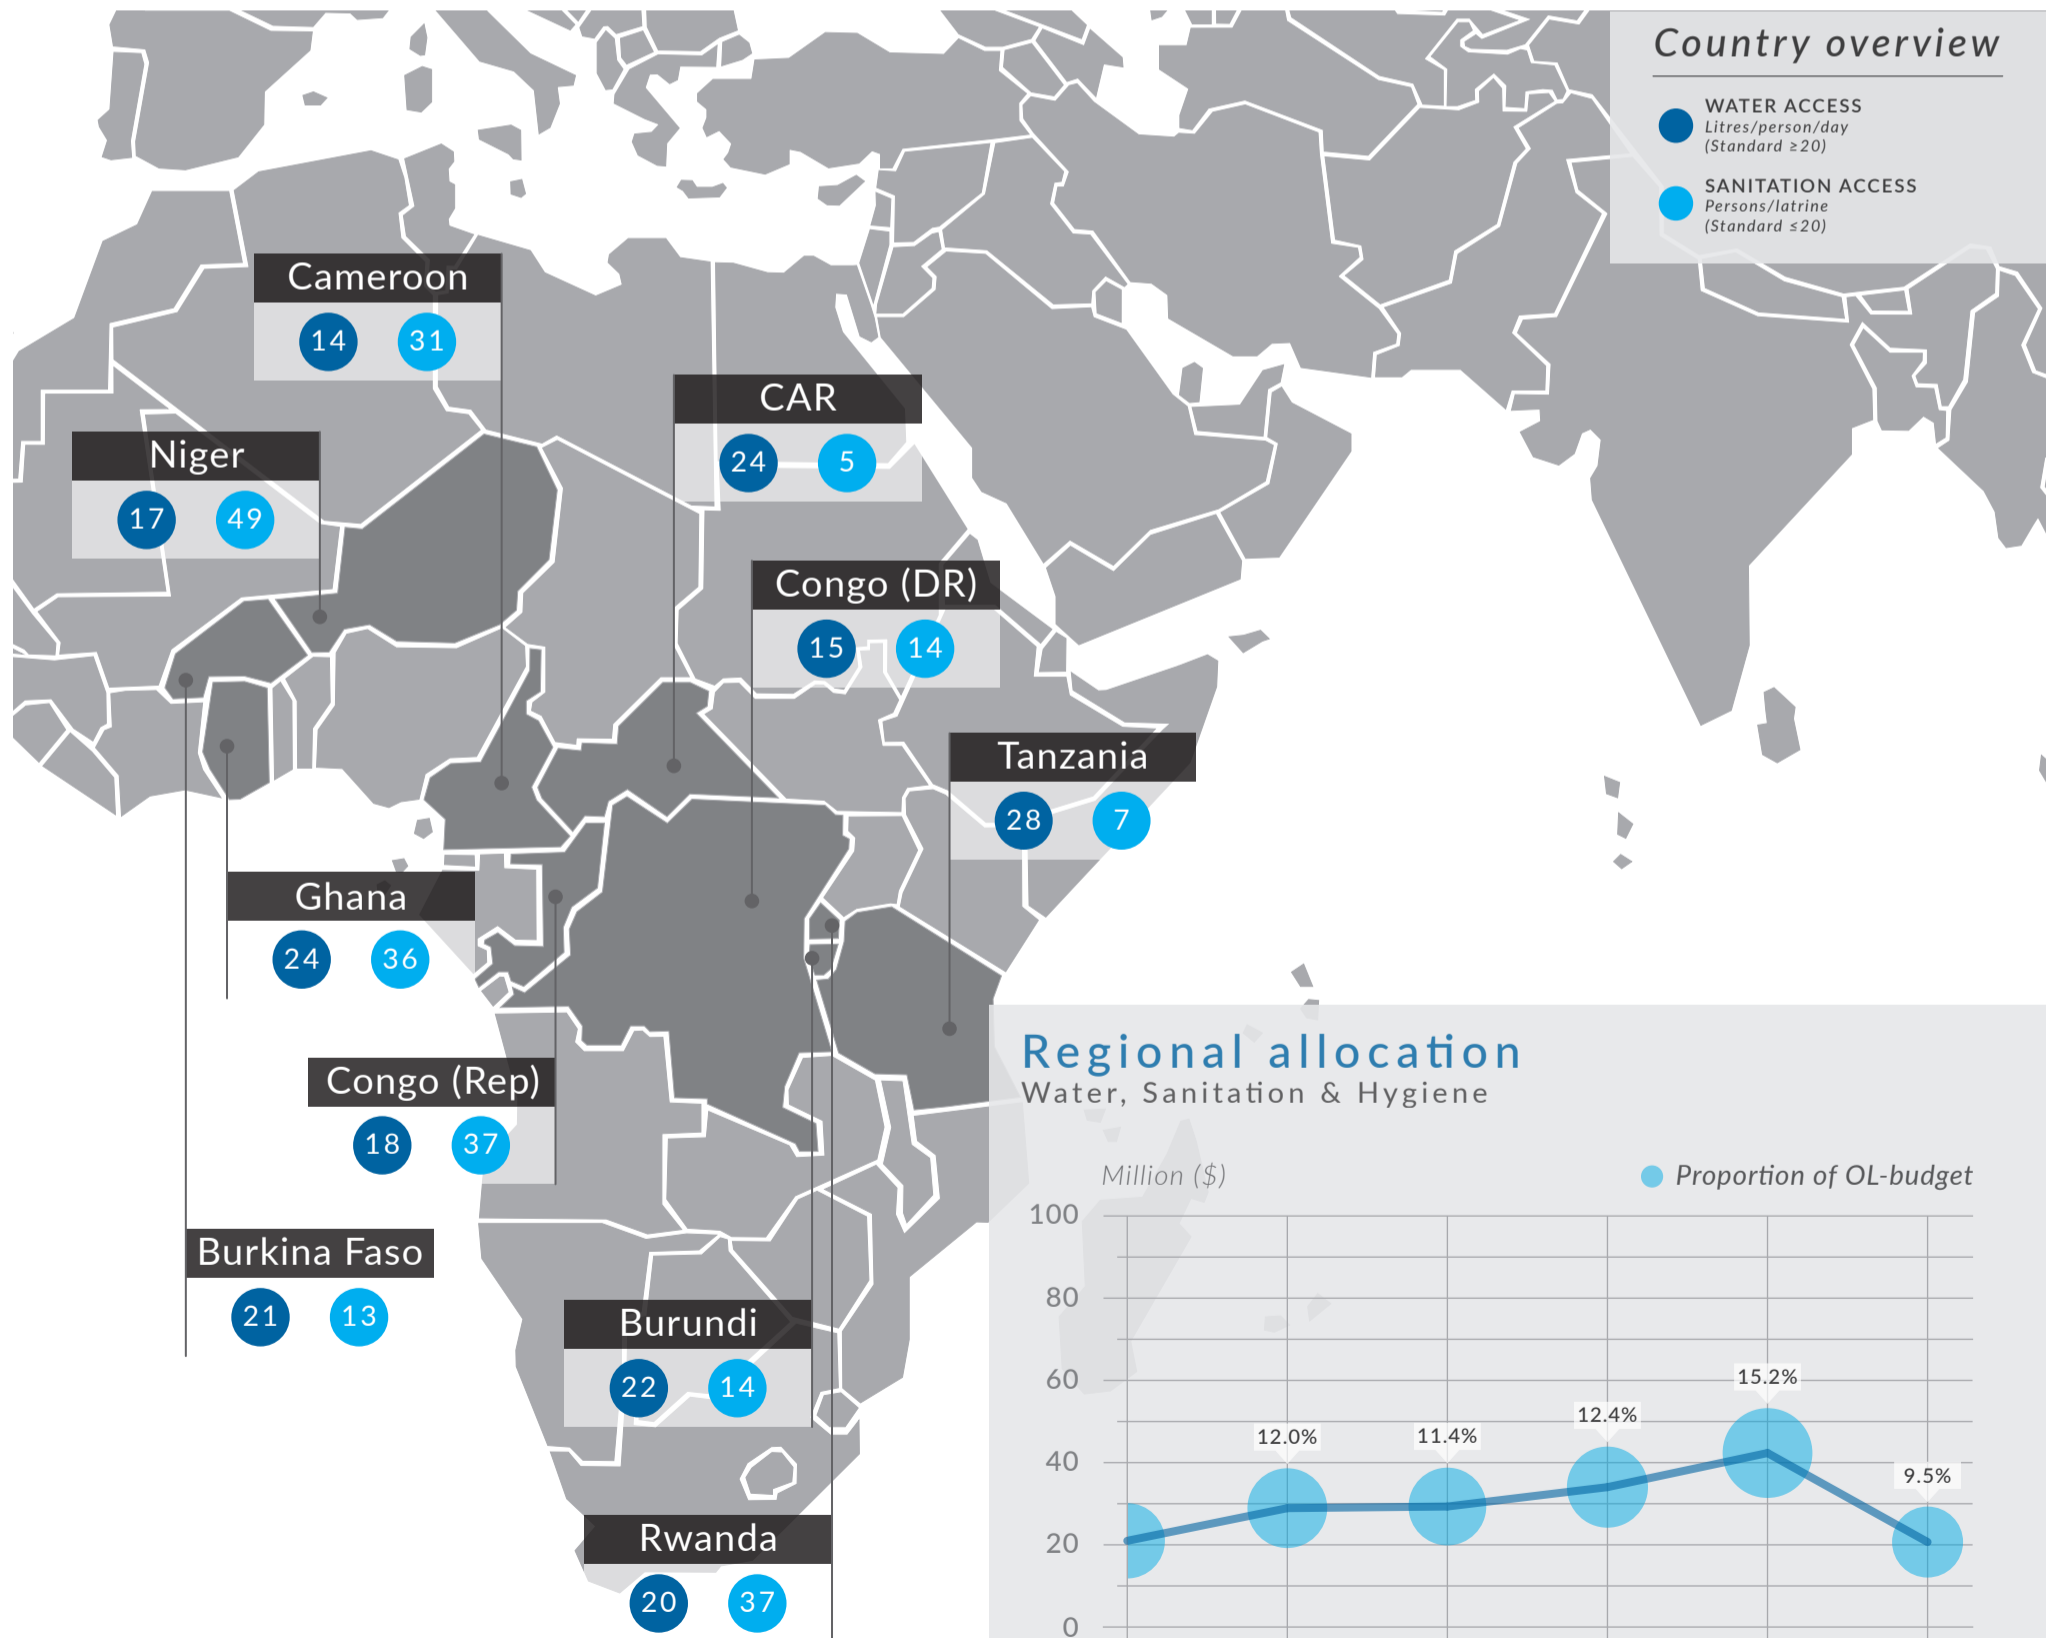 Country overview
WATER ACCESS
Litres/person/day
(Standard ≥20)
SANITATION ACCESS
Persons/latrine
(Standard ≤20)
Cameroon
14 31
CAR
24 5
Niger
17 49
Congo (DR)
15 14
Tanzania
28 7
Ghana
24 36
Congo (Rep)
18 37
Burkina Faso
21 13
Burundi
22 14
Rwanda
20 37
Regional allocation
Water, Sanitation & Hygiene
Million ($)
Proportion of OL-budget
100
80
60
40
20
0
12.0%
11.4%
12.4%
15.2%
9.5%